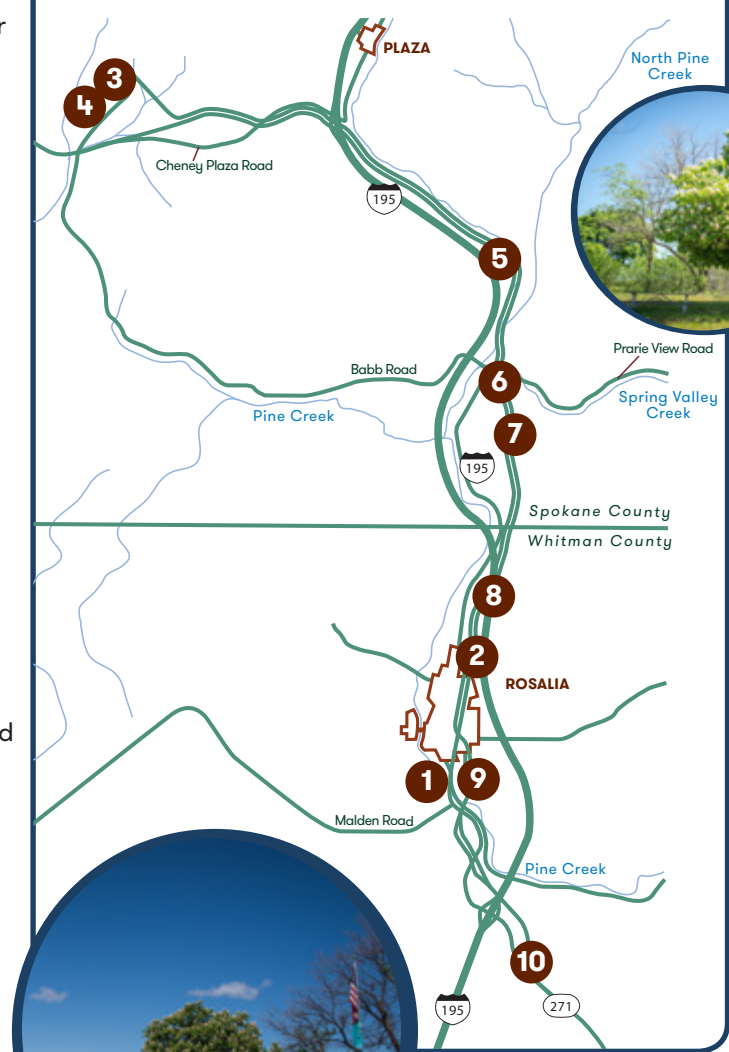 r
PLAZA
North Pine
Creek
3
4
Cheney Plaza Road
195
5
Prarie View Road
Babb Road
6
Spring Valley
Creek
Pine Creek
7
195
Spokane County
Whitman County
8
2
ROSALIA
d
1
9
Malden Road
Pine Creek
10
195
271